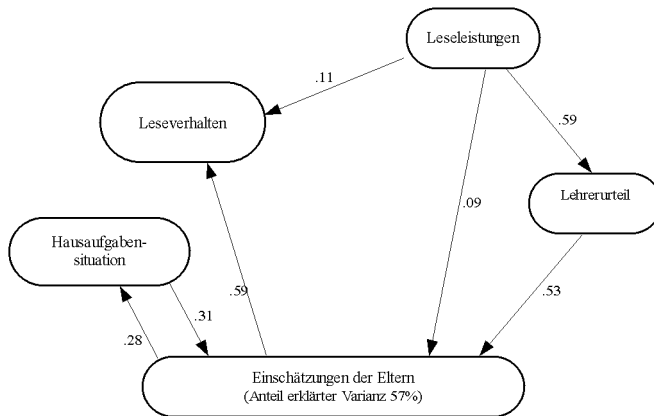 Leseleistungen
.11
Leseverhalten
.59
Lehrerurteil
.09
Hausaufgaben-
situation
.53
.59
.31
.28
Einschätzungen der Eltern
(Anteil erklärter Varianz 57%)